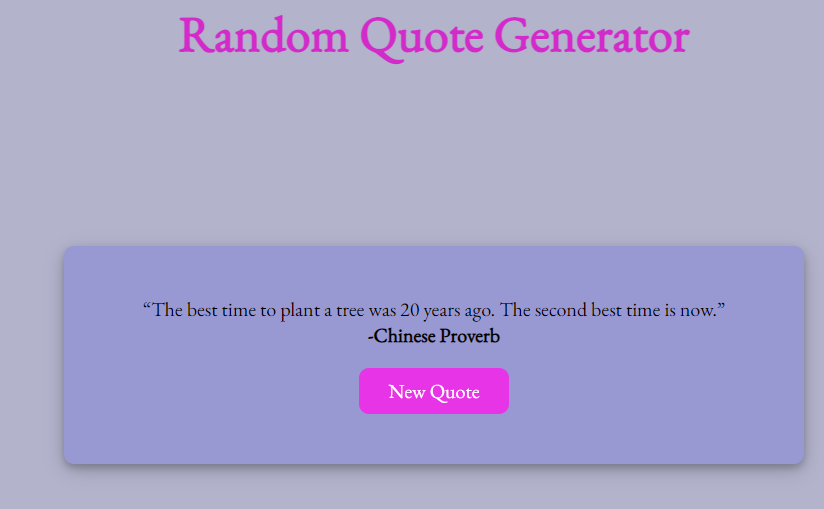 Random Quote Generator
“The best time to plant a tree was 20 years ago. The second best time is now.”
-Chinese Proverb
New Quote